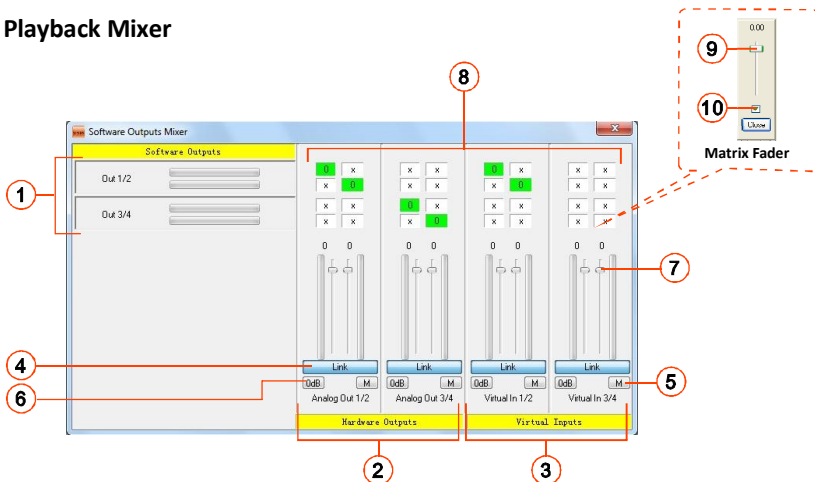 Playback Mixer
8
0.00
9
10
Close
Matrix Fader
Software Outputs Mixer
x
Software Outputs
1
Out 1/2
Out 3/4
0 x x x 0 x x x
x 0 x x x 0 x x
x x 0 x x x x x
x x x 0 x x x x
0 0 0 0 0 0 0 0
7
4
Link Link Link Link
6
0dB M 0dB M 0dB M 0dB M
5
Analog Out 1/2 Analog Out 3/4 Virtual In 1/2 Virtual In 3/4
Hardware Outputs Virtual Inputs
2 3